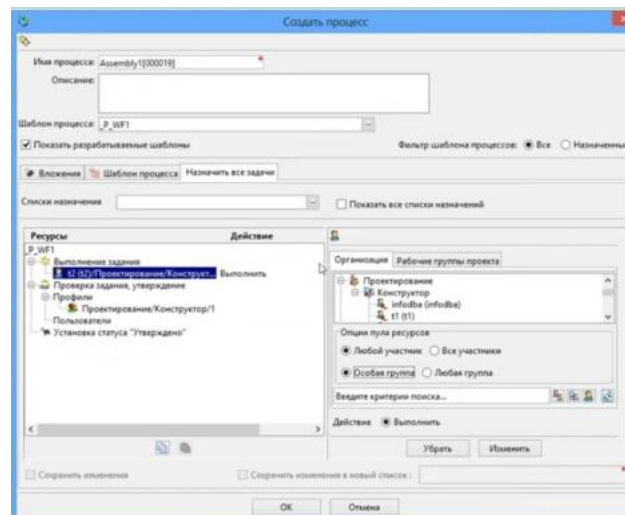 Создать процесс
Имя процесса: Assembly1[000019] *
Описание:
Шаблон процесса: _P_WF1
Показать разрабатываемые шаблоны
Фильтр шаблона процессов: Все Назначенны
Вложения Шаблон процесса Назначить все задачи
Списки назначения
Показать все списки назначений
Ресурсы Действие
_P_WF1
Выполнение задания
t2 (t2)/Проектирование/Конструкт... Выполнить
Проверка задания, утверждение
Профили
Проектирование/Конструктор/1
Пользователи
Установка статуса "Утверждено"
Организация Рабочие группы проекта
Проектирование
Конструктор
infodba (infodba)
t1 (t1)
Опции пула ресурсов
Любой участник Все участники
Особая группа Любая группа
Введите критерии поиска...
Действие Выполнить
Убрать Изменить
Сохранить изменения
Сохранить изменения в новый список: *
OK Отмена